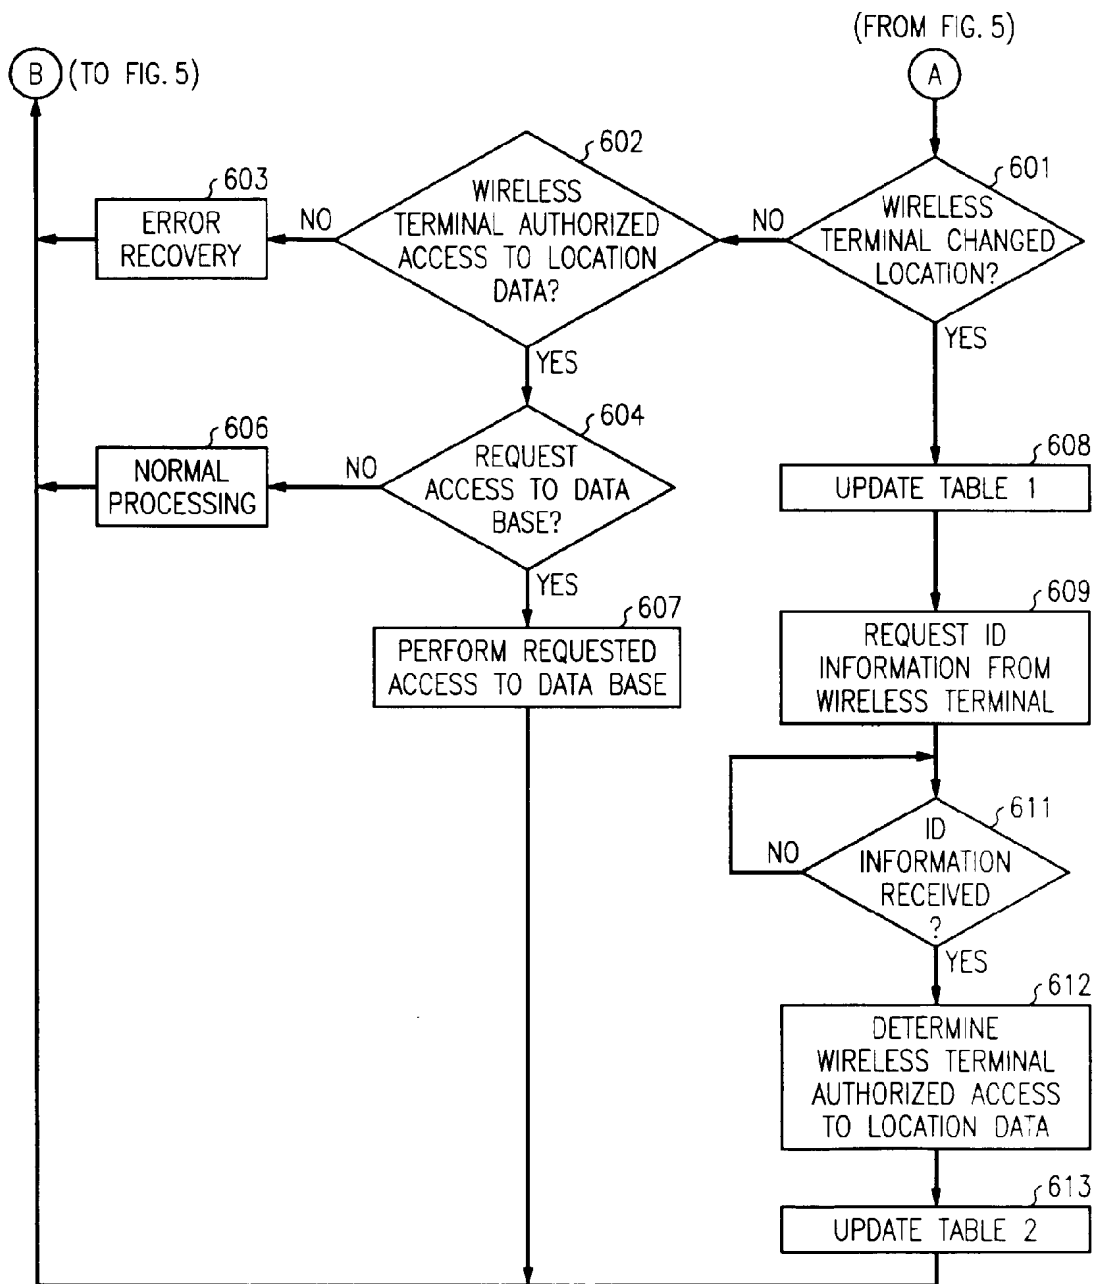 (FROM FIG. 5)
B (TO FIG. 5)
A
602
WIRELESS
TERMINAL AUTHORIZED
ACCESS TO LOCATION
DATA?
601
WIRELESS
TERMINAL CHANGED
LOCATION?
603
ERROR
RECOVERY
NO
NO
YES
YES
604
REQUEST
ACCESS TO DATA
BASE?
606
NORMAL
PROCESSING
NO
YES
608
UPDATE TABLE 1
607
PERFORM REQUESTED
ACCESS TO DATA BASE
609
REQUEST ID
INFORMATION FROM
WIRELESS TERMINAL
611
ID
INFORMATION
RECEIVED
?
NO
YES
612
DETERMINE
WIRELESS TERMINAL
AUTHORIZED ACCESS
TO LOCATION DATA
613
UPDATE TABLE 2